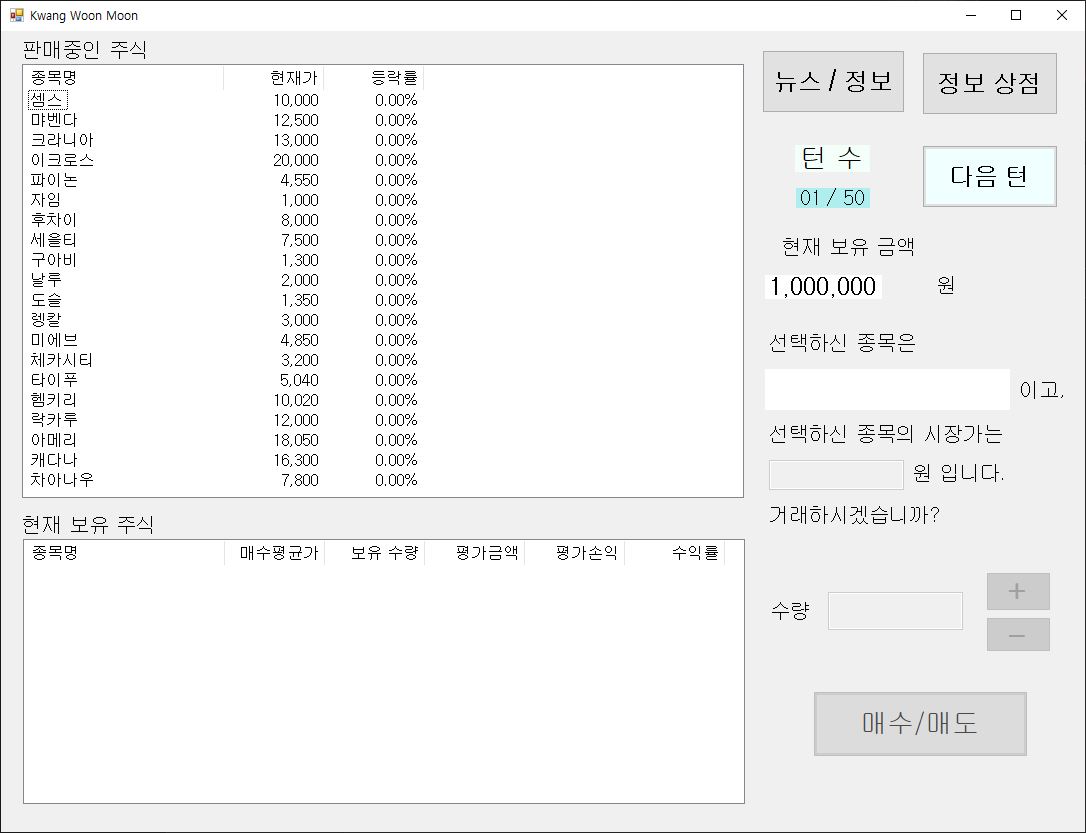 Kwang Woon Moon
판매중인 주식
종목명 현재가 등락률
셈스 10,000 0.00%
먀벤다 12,500 0.00%
크라니아 13,000 0.00%
이크로스 20,000 0.00%
파이논 4,550 0.00%
자임 1,000 0.00%
후차이 8,000 0.00%
세을티 7,500 0.00%
구아비 1,300 0.00%
날루 2,000 0.00%
도슬 1,350 0.00%
렝칼 3,000 0.00%
미에브 4,850 0.00%
체카시티 3,200 0.00%
타이푸 5,040 0.00%
헴키리 10,020 0.00%
락카루 12,000 0.00%
아메리 18,050 0.00%
캐다나 16,300 0.00%
차아나우 7,800 0.00%
현재 보유 주식
종목명 매수평균가 보유 수량 평가금액 평가손익 수익률
뉴스 / 정보
정보 상점
턴 수
01 / 50
다음 턴
현재 보유 금액
1,000,000 원
선택하신 종목은
이고,
선택하신 종목의 시장가는
원 입니다.
거래하시겠습니까?
수량
+
−
매수/매도